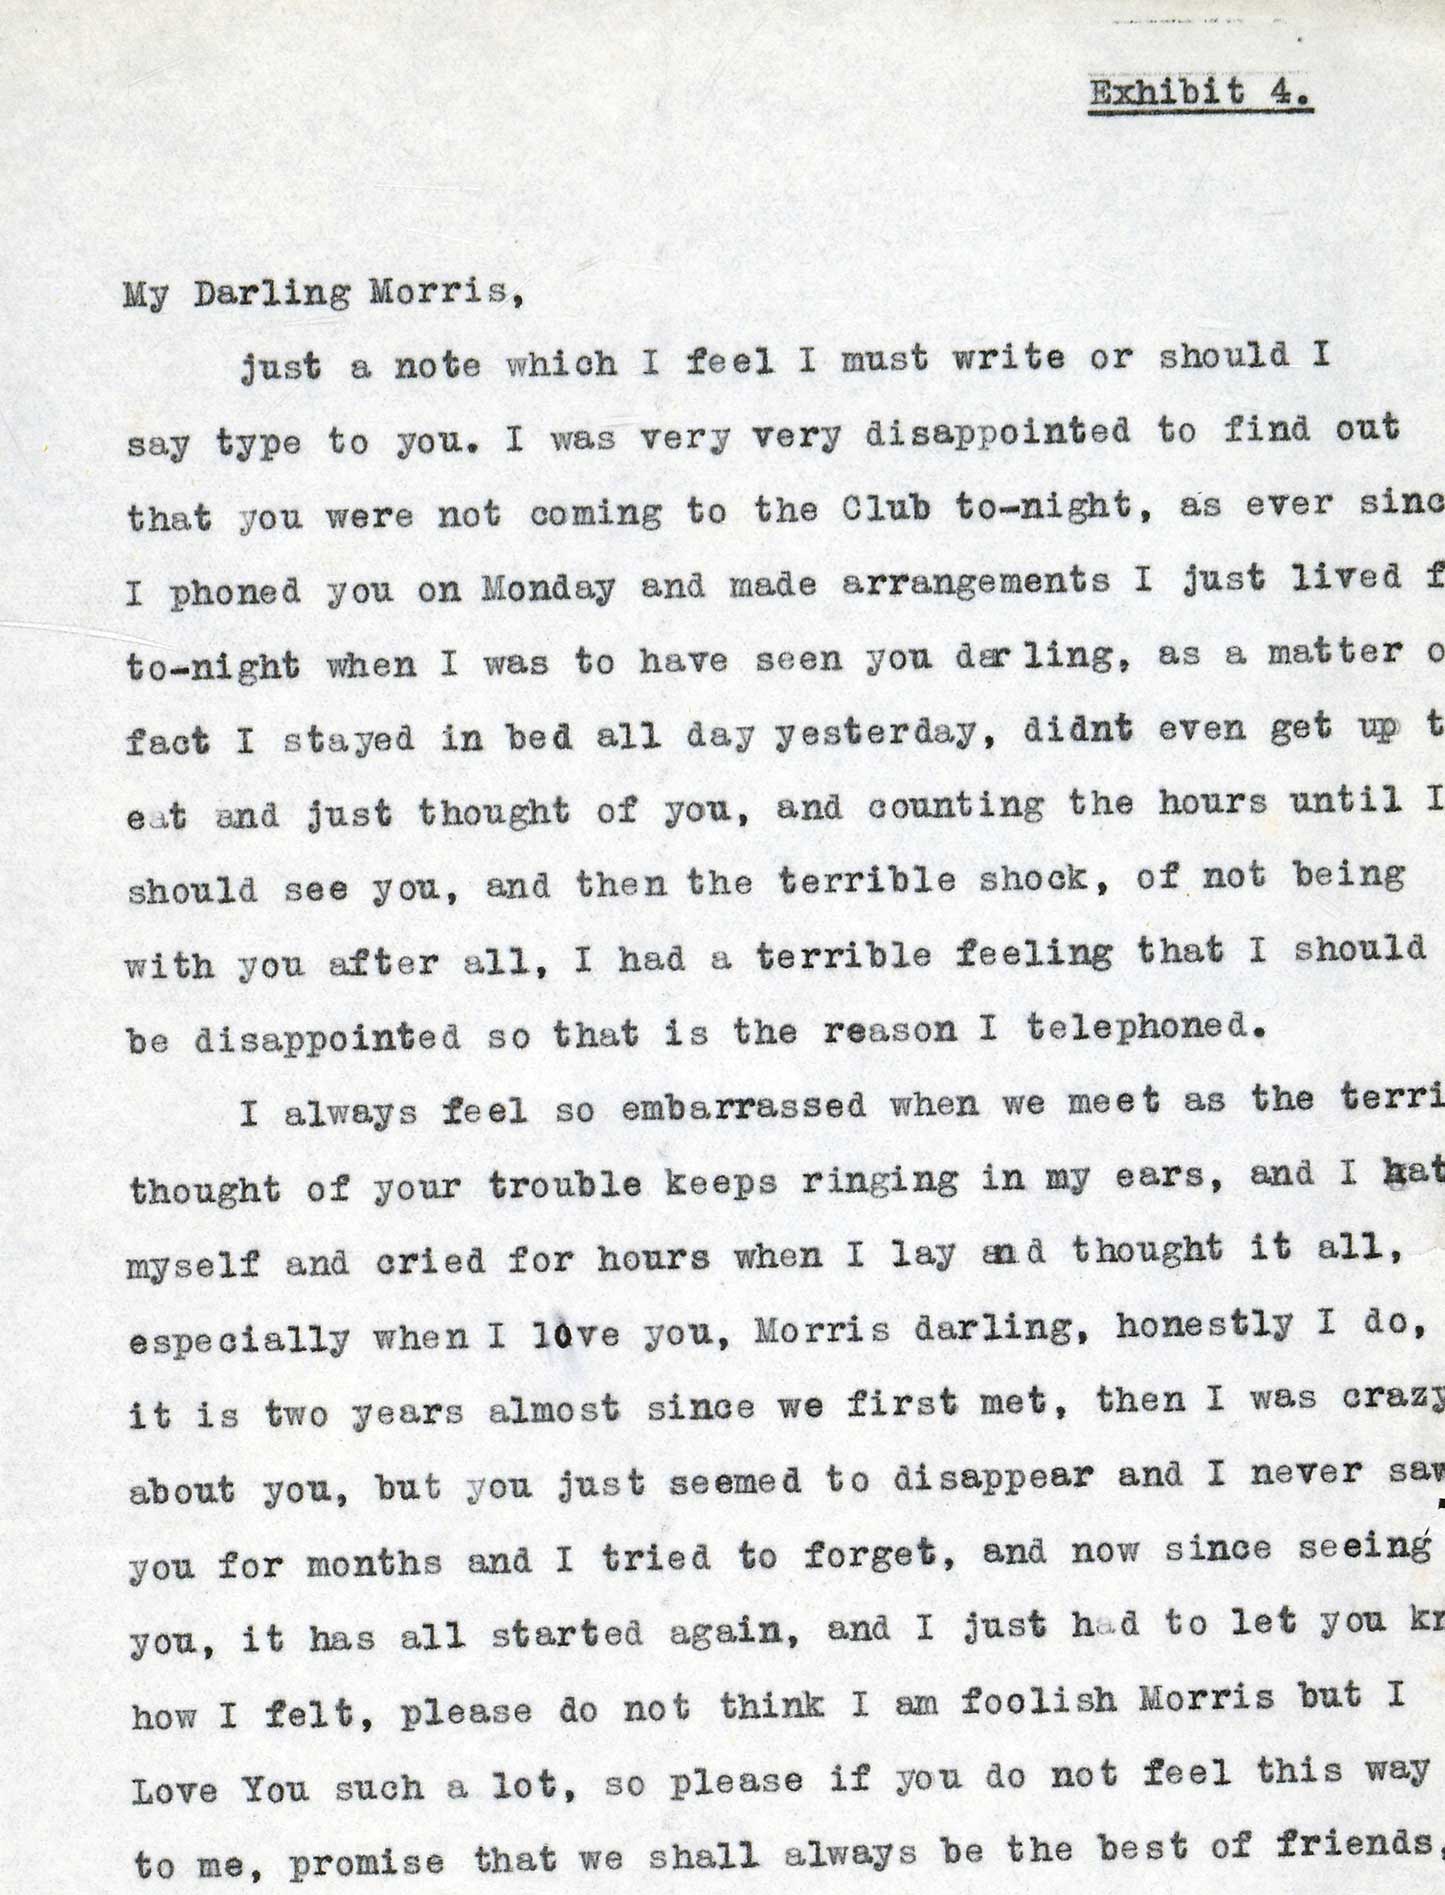 Exhibit 4.
My Darling Morris,
just a note which I feel I must write or should I
say type to you. I was very very disappointed to find out
that you were not coming to the Club to-night, as ever sinc
I phoned you on Monday and made arrangements I just lived f
to-night when I was to have seen you darling, as a matter o
fact I stayed in bed all day yesterday, didnt even get up t
eat and just thought of you, and counting the hours until I
should see you, and then the terrible shock, of not being
with you after all, I had a terrible feeling that I should
be disappointed so that is the reason I telephoned.
I always feel so embarrassed when we meet as the terri
thought of your trouble keeps ringing in my ears, and I hat
myself and cried for hours when I lay and thought it all,
especially when I love you, Morris darling, honestly I do,
it is two years almost since we first met, then I was crazy
about you, but you just seemed to disappear and I never saw
you for months and I tried to forget, and now since seeing
you, it has all started again, and I just had to let you kn
how I felt, please do not think I am foolish Morris but I
Love You such a lot, so please if you do not feel this way
to me, promise that we shall always be the best of friends,